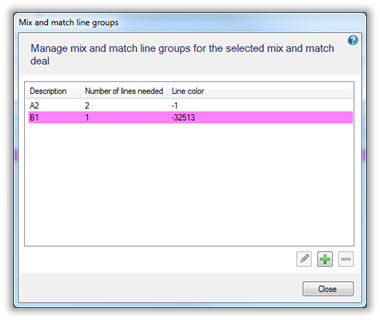 Mix and match line groups
Manage mix and match line groups for the selected mix and match
deal
Description Number of lines needed Line color
A2 2 -1
B1 1 -32513
Close